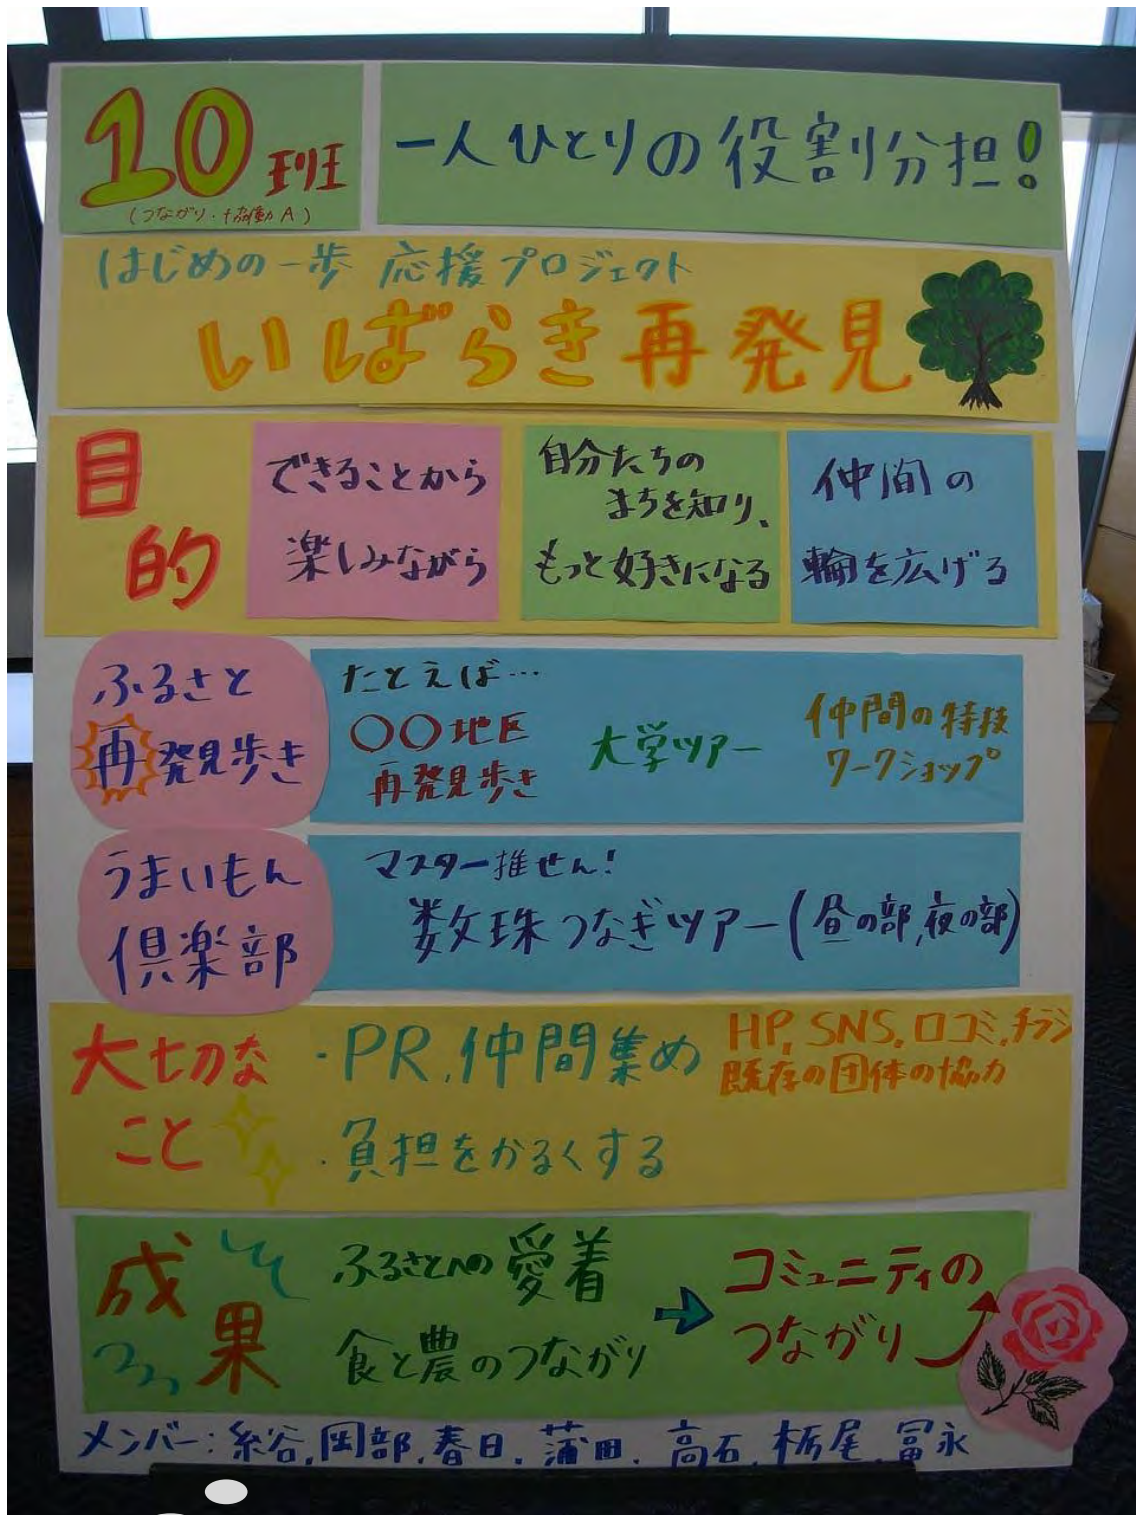 10班
(つながり・協働A)
一人ひとりの役割分担!
はじめの一歩 応援プロジェクト
いばらき再発見
目的
できることから
楽しみながら
自分たちの
まちを知り、
もっと好きになる
仲間の
輪を広げる
ふるさと
再発見歩き
たとえば…
〇〇地区
再発見歩き
大学ツアー
仲間の特技
ワークショップ
うまいもん
倶楽部
マスター推せん!
数珠つなぎツアー(昼の部,夜の部)
大切な
こと
・PR,仲間集め
HP, SNS, 口コミ, チラシ
既存の団体の協力
・負担をかるくする
成果
ふるさとへの愛着
食と農のつながり
コミュニティの
つながり
メンバー:糸谷,岡部,春日,蒲田,高石,栃尾,冨永